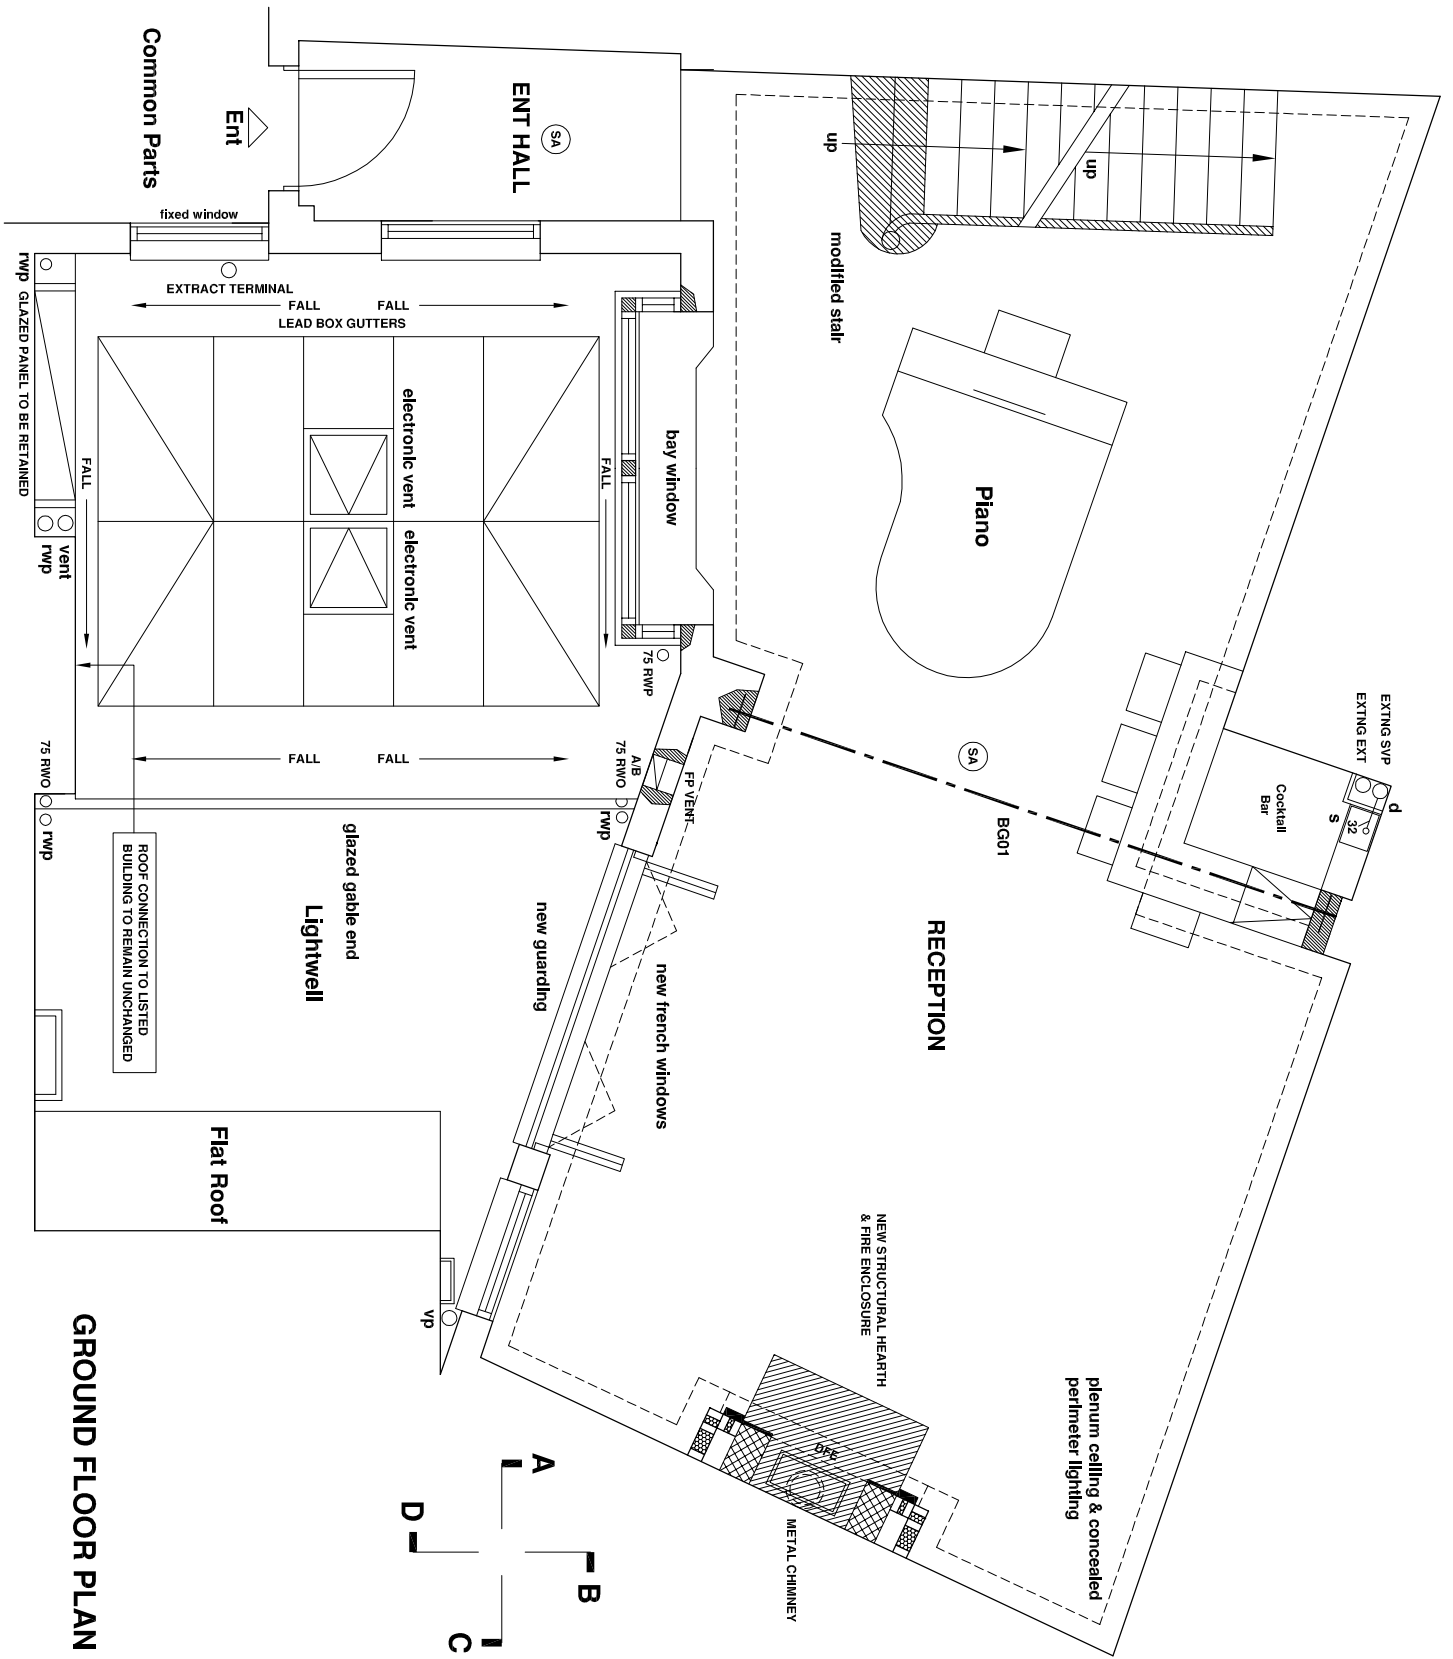 Common Parts
Ent
ENT HALL
SA
fixed window
EXTRACT TERMINAL
FALL
FALL
LEAD BOX GUTTERS
rwp
GLAZED PANEL TO BE RETAINED
FALL
vent
rwp
electronic vent
electronic vent
FALL
bay window
75 RWP
up
up
modified stair
Piano
EXTNG SVP
EXTNG EXT
d
s
32
Cocktail
Bar
SA
BG01
75 RWO
rwp
FALL
FALL
A/B
75 RWO
rwp
FP VENT
ROOF CONNECTION TO LISTED
BUILDING TO REMAIN UNCHANGED
glazed gable end
Lightwell
new guarding
new french windows
RECEPTION
Flat Roof
vp
NEW STRUCTURAL HEARTH
& FIRE ENCLOSURE
DFE
METAL CHIMNEY
plenum ceiling & concealed
perimeter lighting
A
B
C
D
GROUND FLOOR PLAN